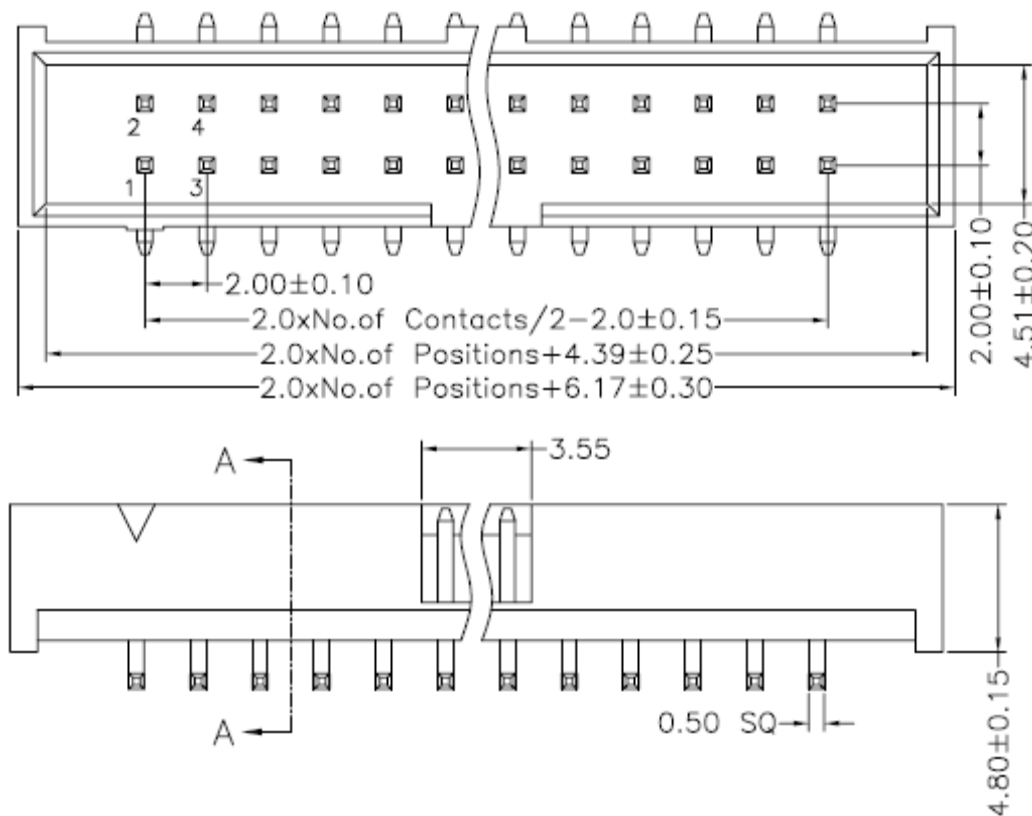 2 4
1 3
2.00±0.10
2.0xNo.of Contacts/2-2.0±0.15
2.0xNo.of Positions+4.39±0.25
2.0xNo.of Positions+6.17±0.30
2.00±0.10
4.51±0.20
A
3.55
A
0.50 SQ
4.80±0.15